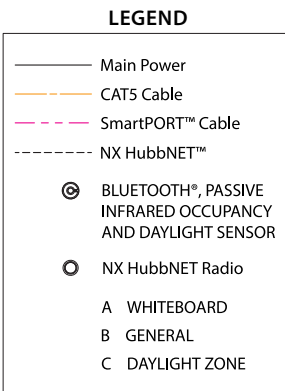 LEGEND
Main Power
CAT5 Cable
SmartPORT™ Cable
NX HubbNET™
BLUETOOTH®, PASSIVE
INFRARED OCCUPANCY
AND DAYLIGHT SENSOR
NX HubbNET Radio
A WHITEBOARD
B GENERAL
C DAYLIGHT ZONE